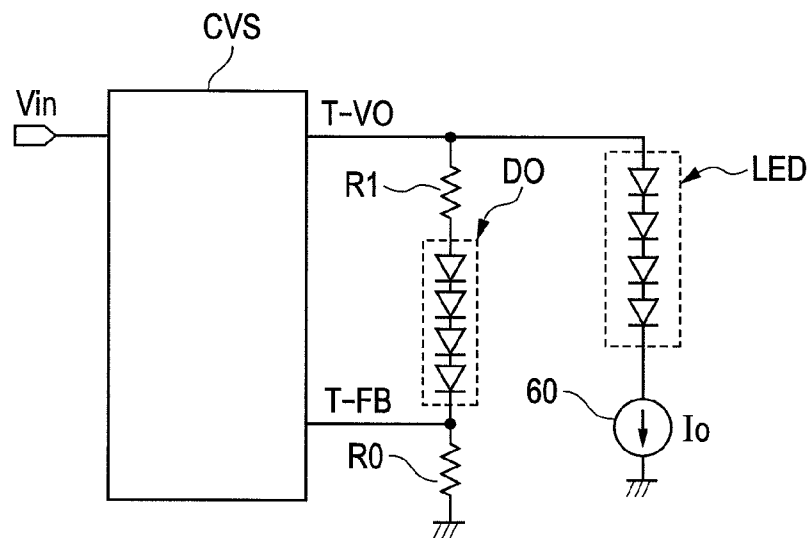 CVS
Vin
T-VO
R1
DO
LED
T-FB
60
Io
R0